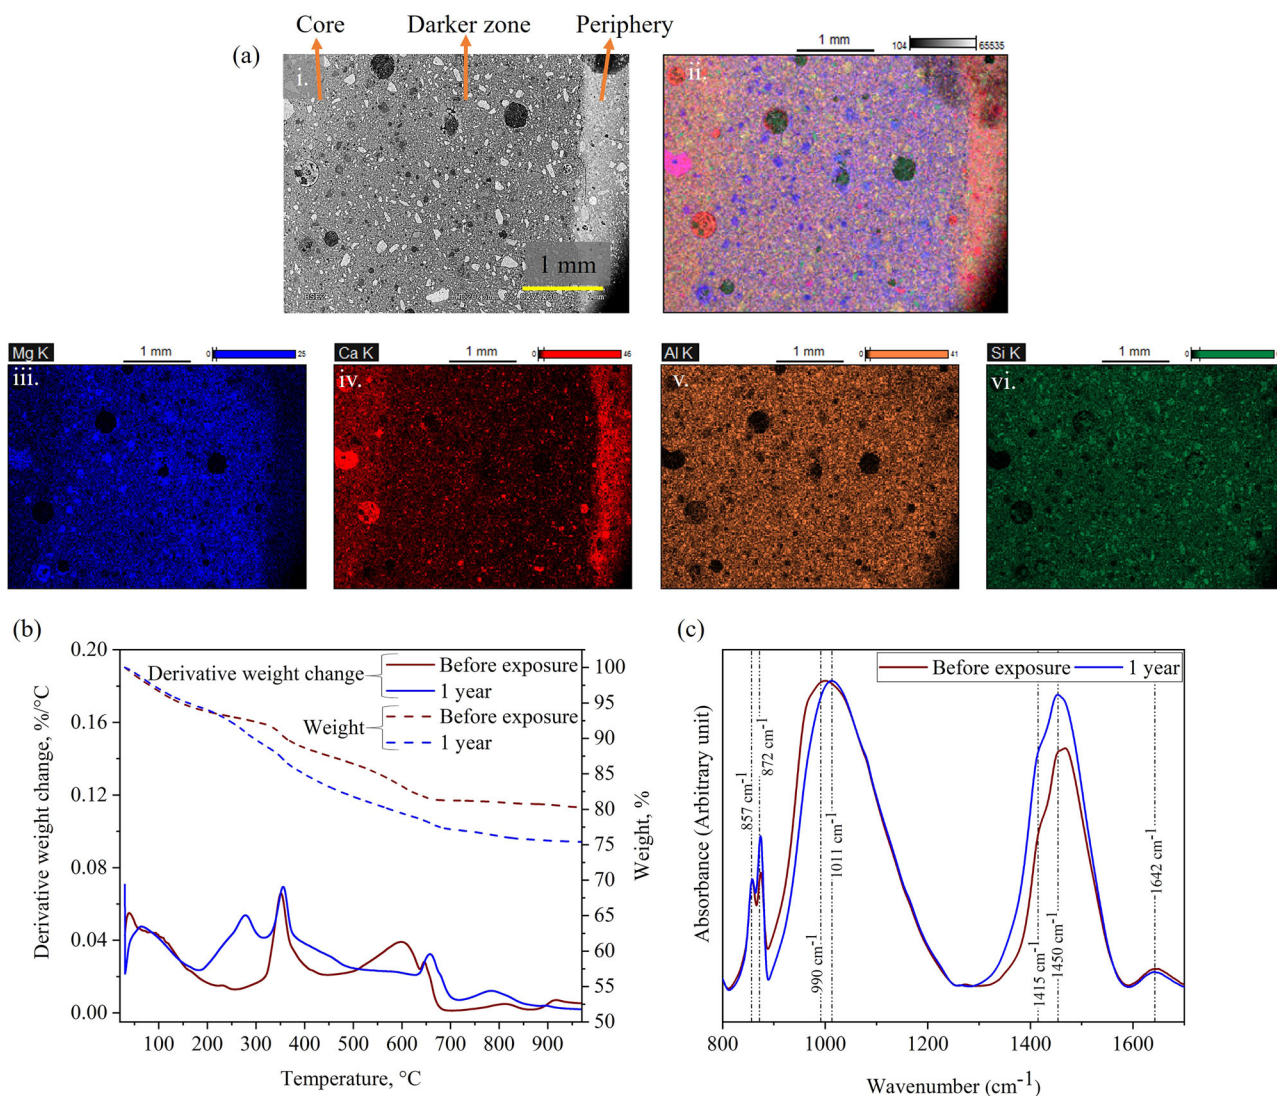 Core Darker zone Periphery
(a)
i.
1 mm
1 mm
104 65535
ii.
Mg K 1 mm 0 25
iii.
Ca K 1 mm 0 46
iv.
Al K 1 mm 0 41
v.
Si K 1 mm 0
vi.
(b)
Derivative weight change, %/°C
0.20
0.16
0.12
0.08
0.04
0.00
Derivative weight change
Before exposure
1 year
Weight
Before exposure
1 year
100
95
90
85
80
75
70
65
60
55
50
Weight, %
100 200 300 400 500 600 700 800 900
Temperature, °C
(c)
Absorbance (Arbitrary unit)
Before exposure 1 year
857 cm-1
872 cm-1
990 cm-1
1011 cm-1
1415 cm-1
1450 cm-1
1642 cm-1
800 1000 1200 1400 1600
Wavenumber (cm-1)